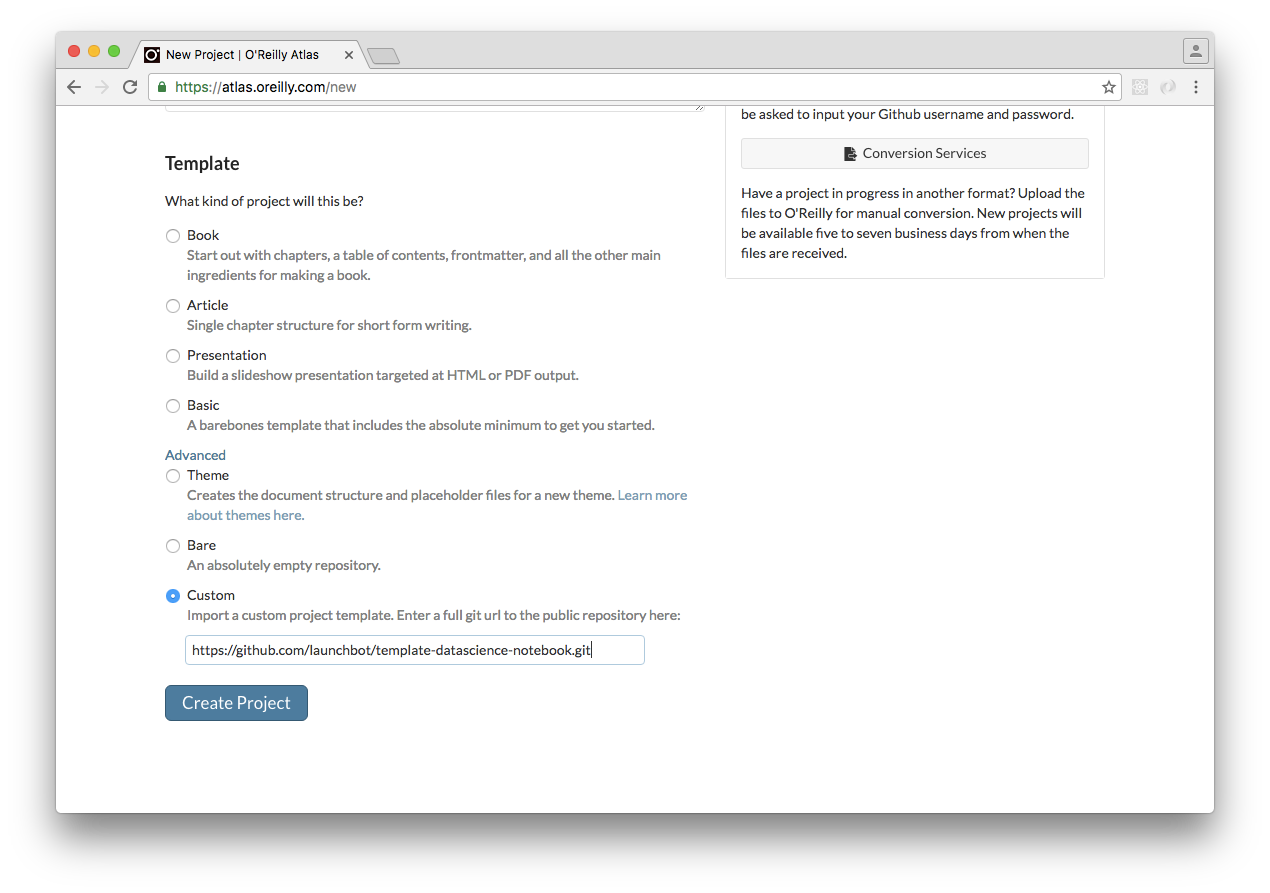 New Project | O'Reilly Atlas
https://atlas.oreilly.com/new
Template
What kind of project will this be?
Book
Start out with chapters, a table of contents, frontmatter, and all the other main
ingredients for making a book.
Article
Single chapter structure for short form writing.
Presentation
Build a slideshow presentation targeted at HTML or PDF output.
Basic
A barebones template that includes the absolute minimum to get you started.
Advanced
Theme
Creates the document structure and placeholder files for a new theme. Learn more
about themes here.
Bare
An absolutely empty repository.
Custom
Import a custom project template. Enter a full git url to the public repository here:
https://github.com/launchbot/template-datascience-notebook.git
Create Project
be asked to input your Github username and password.
Conversion Services
Have a project in progress in another format? Upload the
files to O'Reilly for manual conversion. New projects will
be available five to seven business days from when the
files are received.